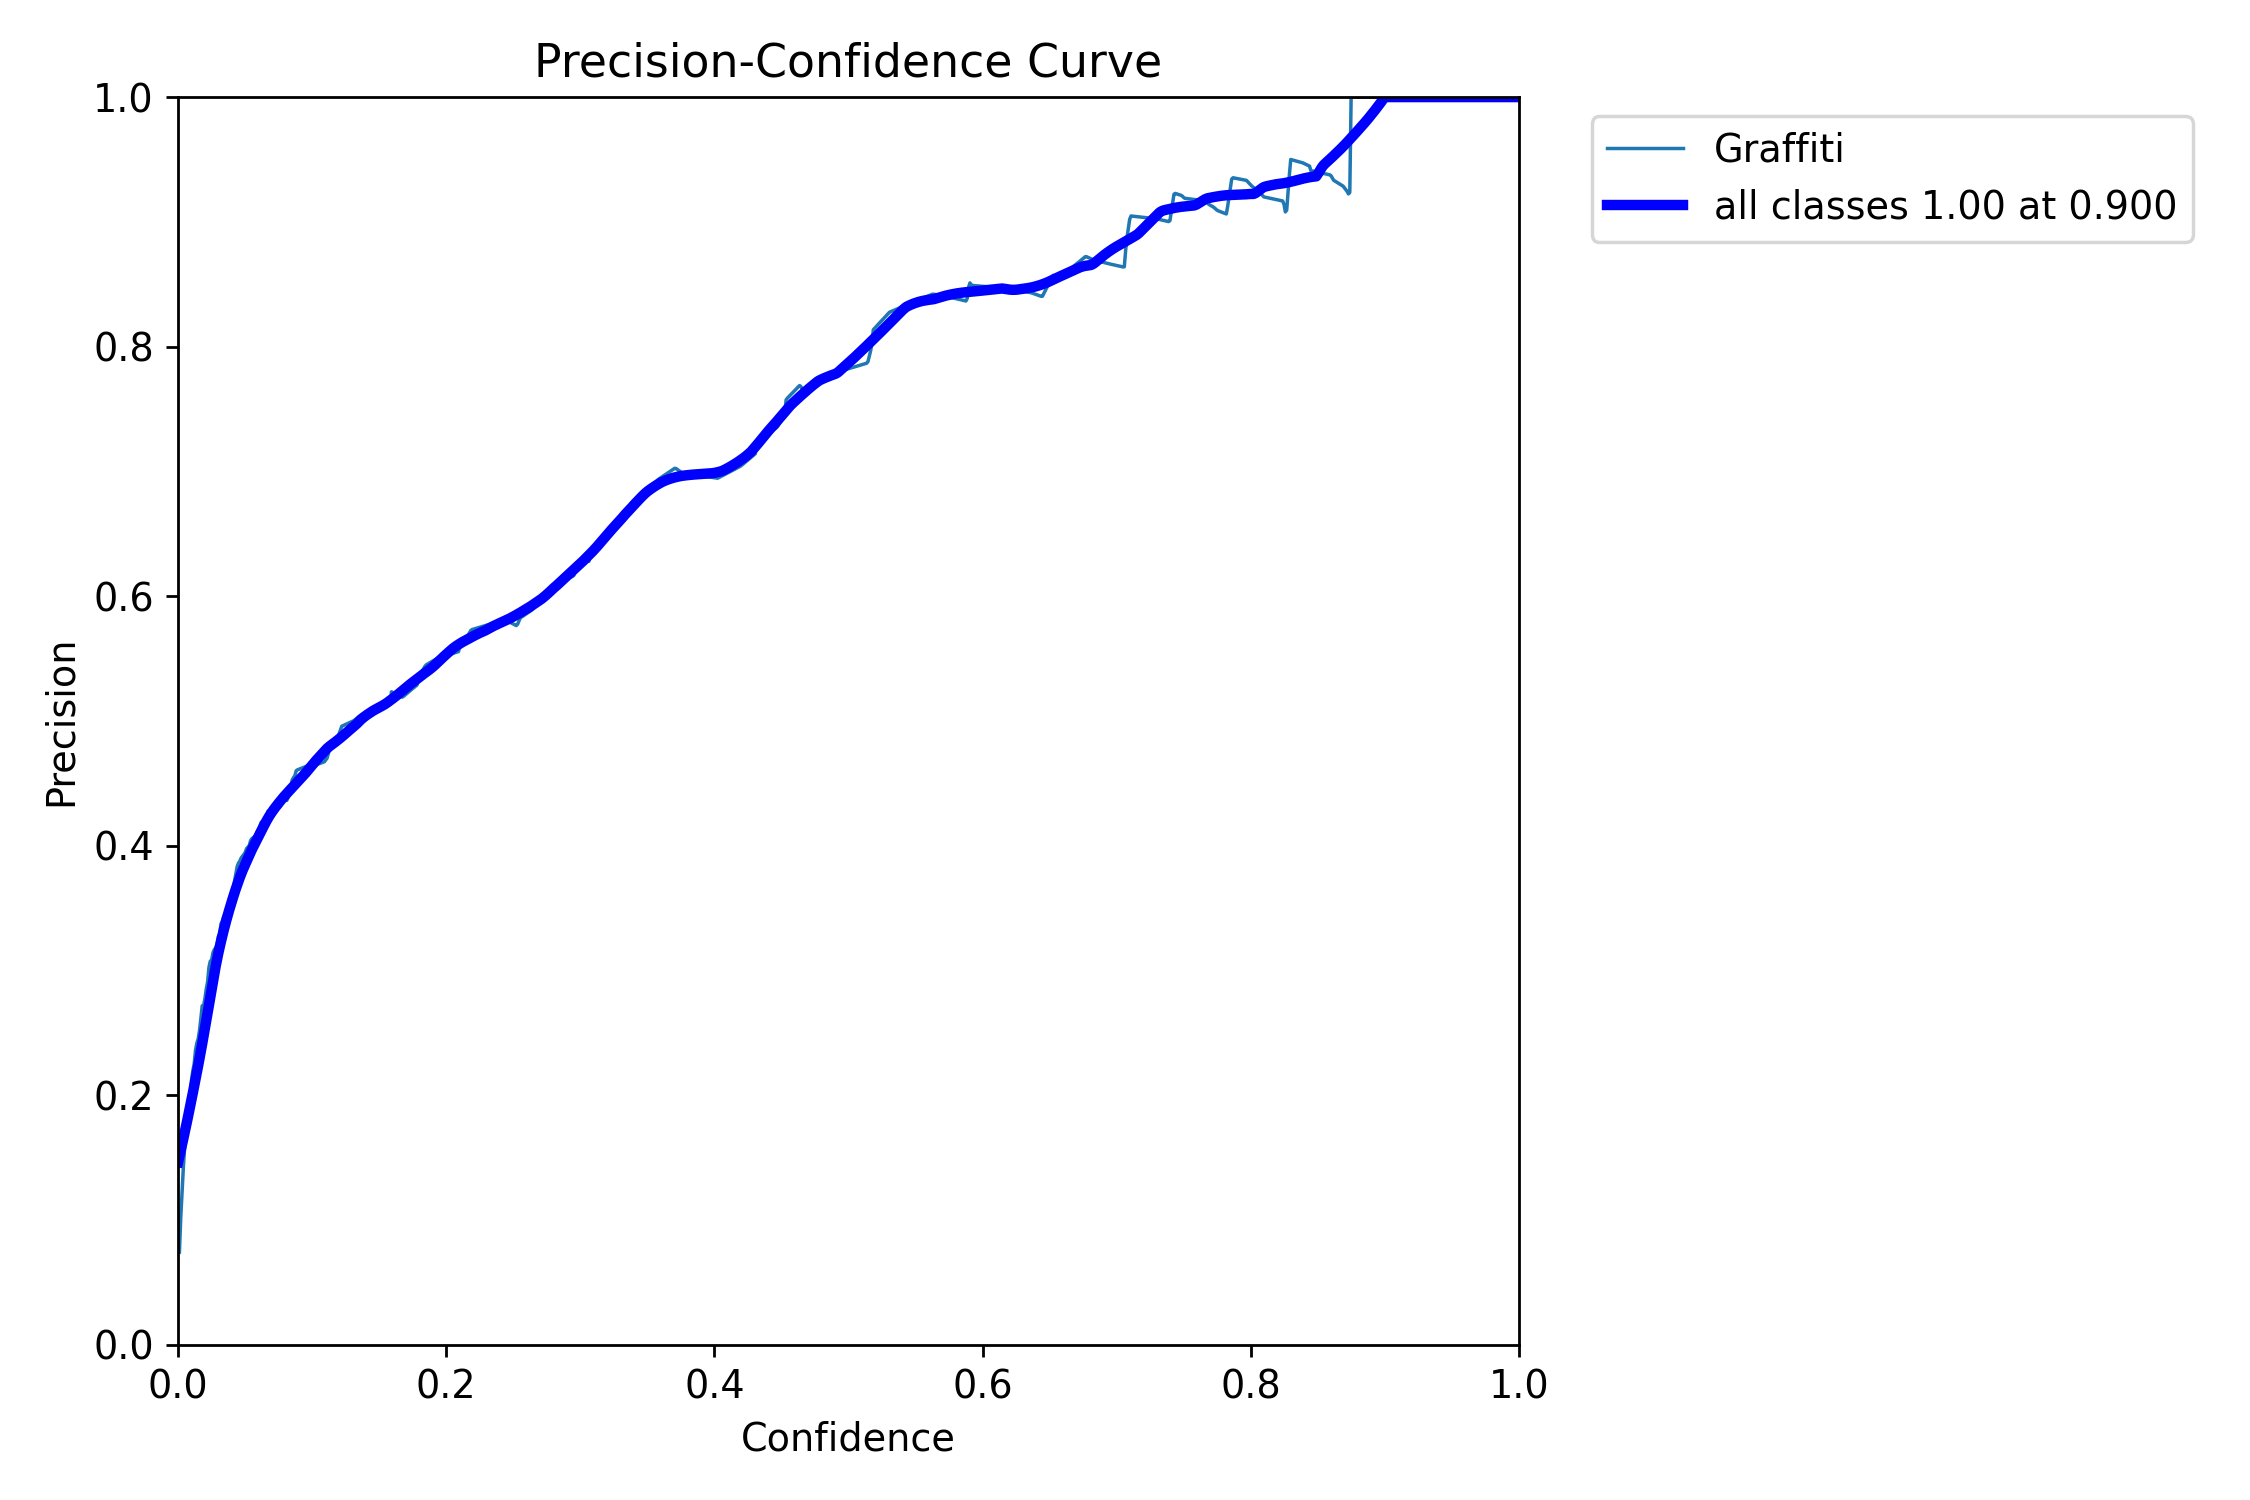 Precision-Confidence Curve
1.0
0.8
0.6
0.4
0.2
0.0
Precision
0.0 0.2 0.4 0.6 0.8 1.0
Confidence
Graffiti
all classes 1.00 at 0.900